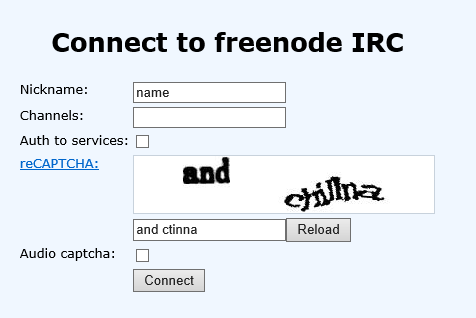 Connect to freenode IRC
Nickname: name
Channels:
Auth to services:
reCAPTCHA: and
and ctinna Reload
Audio captcha:
Connect